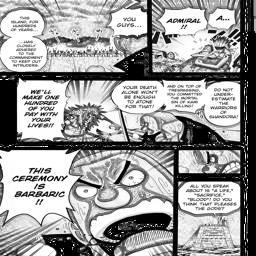 A...
ADMIRAL
!!
YOU
GUYS...
THIS
ISLAND, FOR
HUNDREDS
OF YEARS...
...HAS
CLOSELY
ADHERED
TO THE
COMMANDMENT
TO KEEP OUT
INTRUDERS.
DO NOT
UNDER-
ESTIMATE
THE
WARRIORS
OF
SHANDORA!
AND ON TOP OF
TRESPASSING,
YOU
COMMITTED
THE MORTAL
SIN OF KAMI
KILLING!
YOUR DEATH
ALONE WON'T
BE ENOUGH
TO ATONE
FOR THAT!
WE'LL
MAKE ONE
HUNDRED
OF YOU
PAY WITH
YOUR
LIVES!!
ALL YOU SPEAK
ABOUT IS A "LIFE,"
"SACRIFICE,"
"BLOOD"! DO YOU
THINK THAT PLEASES
THE GODS?
THIS
CEREMONY
IS
BARBARIC
!!